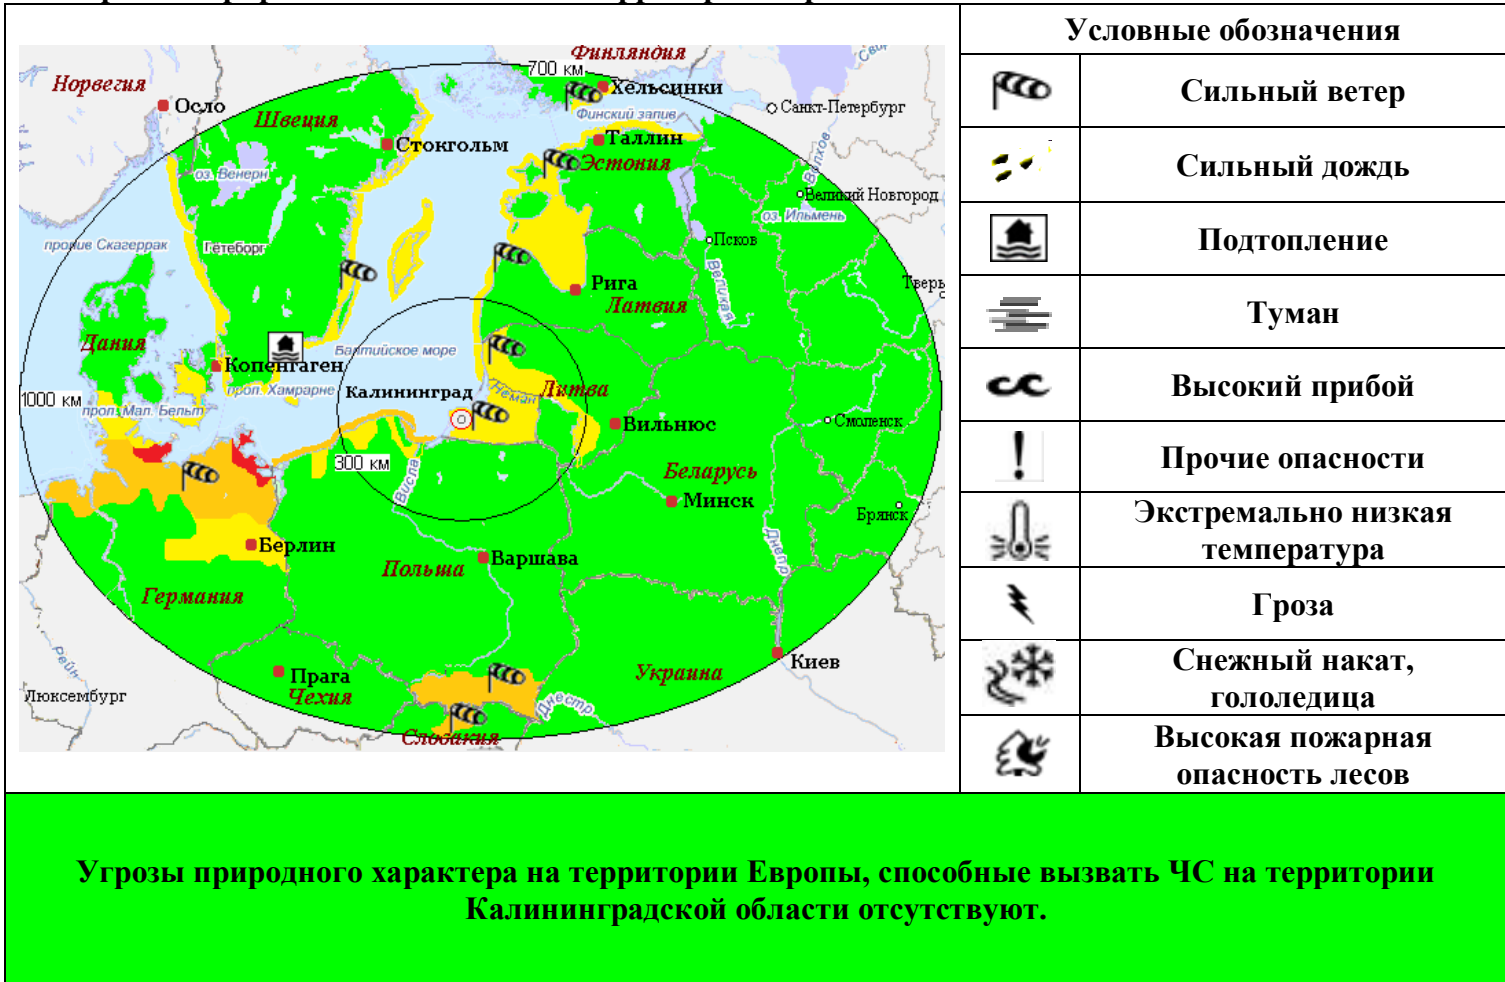 Условные обозначения
Сильный ветер
Сильный дождь
Подтопление
Туман
Высокий прибой
Прочие опасности
Экстремально низкая
температура
Гроза
Снежный накат,
гололедица
Высокая пожарная
опасность лесов
Финляндия
700 км
Норвегия
Хельсинки
Осло
Санкт-Петербург
Швеция
Финский залив
Волхов
Таллин
Стокгольм
Эстония
оз. Венерн
Великий Новгород
оз. Ильмень
пролив Скагеррак
Гётеборг
Псков
Великая
Тверь
Рига
Латвия
Дания
Балтийское море
Копенгаген
Калининград
прол. Хамрарне
Неман
Литва
1000 км
прол. Мал. Бельт
Вильнюс
Смоленск
300 км
Висла
Беларусь
Минск
Брянск
Днепр
Берлин
Варшава
Польша
Германия
Рейн
Киев
Украина
Прага
Чехия
Люксембург
Днестр
Словакия
Угрозы природного характера на территории Европы, способные вызвать ЧС на территории
Калининградской области отсутствуют.